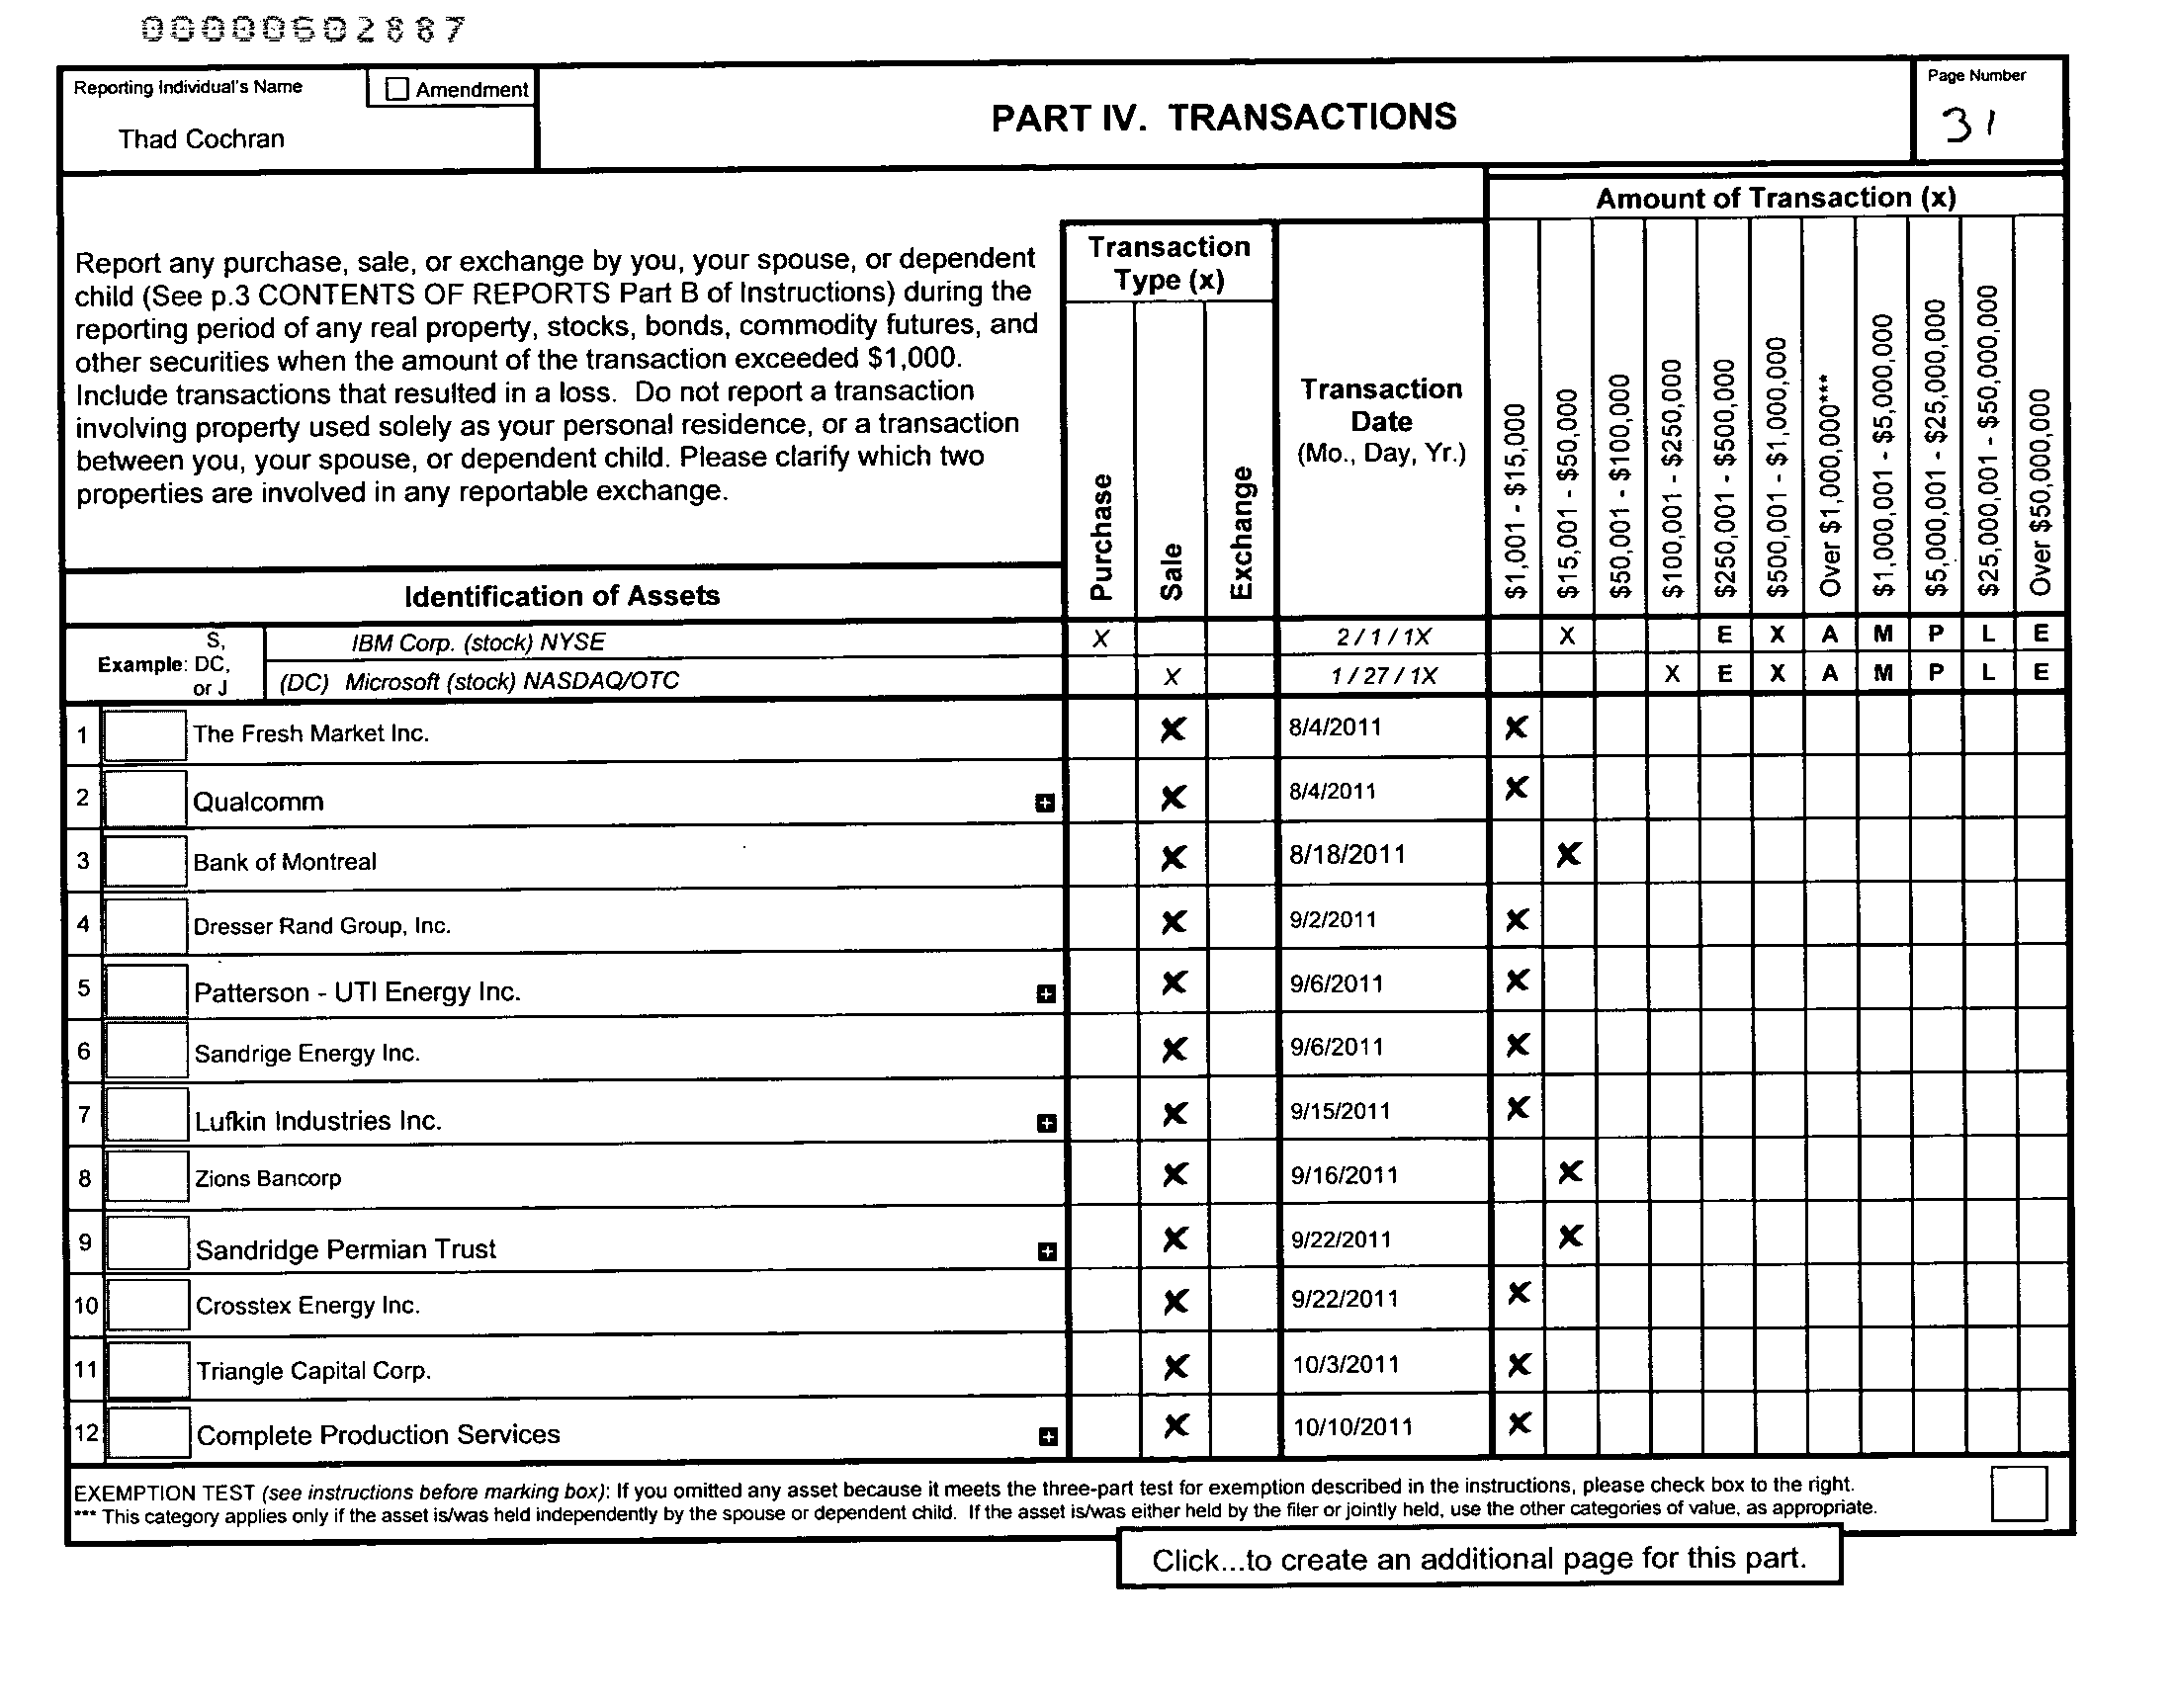 00000502887
Reporting Individual's Name
Amendment
Thad Cochran
PART IV. TRANSACTIONS
Page Number
31
Amount of Transaction (x)
Report any purchase, sale, or exchange by you, your spouse, or dependent
child (See p.3 CONTENTS OF REPORTS Part B of Instructions) during the
reporting period of any real property, stocks, bonds, commodity futures, and
other securities when the amount of the transaction exceeded $1,000.
Include transactions that resulted in a loss. Do not report a transaction
involving property used solely as your personal residence, or a transaction
between you, your spouse, or dependent child. Please clarify which two
properties are involved in any reportable exchange.
Transaction
Type (x)
Purchase
Sale
Exchange
Transaction
Date
(Mo., Day, Yr.)
$1,001 - $15,000
$15,001 - $50,000
$50,001 - $100,000
$100,001 - $250,000
$250,001 - $500,000
$500,001 - $1,000,000
Over $1,000,000***
$1,000,001 - $5,000,000
$5,000,001 - $25,000,000
$25,000,001 - $50,000,000
Over $50,000,000
Identification of Assets
Example: S, DC, or J
IBM Corp. (stock) NYSE X 2 / 1 / 1X X E X A M P L E
(DC) Microsoft (stock) NASDAQ/OTC X 1 / 27 / 1X X E X A M P L E
1 The Fresh Market Inc. X 8/4/2011 X
2 Qualcomm + X 8/4/2011 X
3 Bank of Montreal X 8/18/2011 X
4 Dresser Rand Group, Inc. X 9/2/2011 X
5 Patterson - UTI Energy Inc. + X 9/6/2011 X
6 Sandrige Energy Inc. X 9/6/2011 X
7 Lufkin Industries Inc. + X 9/15/2011 X
8 Zions Bancorp X 9/16/2011 X
9 Sandridge Permian Trust + X 9/22/2011 X
10 Crosstex Energy Inc. X 9/22/2011 X
11 Triangle Capital Corp. X 10/3/2011 X
12 Complete Production Services + X 10/10/2011 X
EXEMPTION TEST (see instructions before marking box): If you omitted any asset because it meets the three-part test for exemption described in the instructions, please check box to the right.
*** This category applies only if the asset is/was held independently by the spouse or dependent child. If the asset is/was either held by the filer or jointly held, use the other categories of value, as appropriate.
Click...to create an additional page for this part.